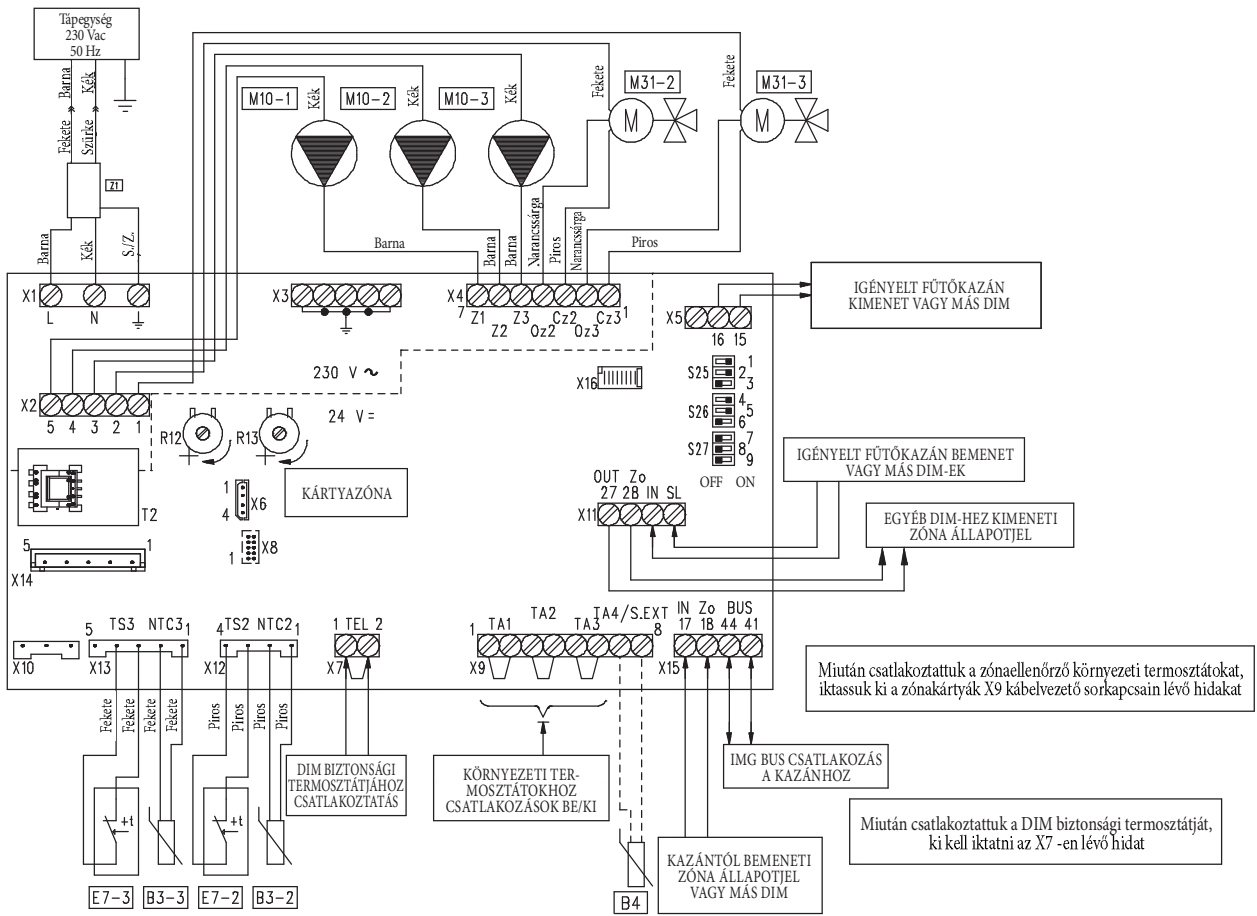 Tápegység
230 Vac
50 Hz
Barna
Kék
Fekete
Szürke
Z1
Barna
Kék
S./Z.
M10-1
Kék
M10-2
Kék
M10-3
Kék
Fekete
M31-2
M
Fekete
M31-3
M
Barna
Barna
Barna
Narancssárga
Piros
Narancssárga
Piros
X1
L
N
X3
X4
7
Z1
Z2
Z3
Oz2
Cz2
Oz3
Cz3
1
X5
16 15
IGÉNYELT FŰTŐKAZÁN
KIMENET VAGY MÁS DIM
230 V ~
24 V =
X16
S25
1
2
3
S26
4
5
6
S27
7
8
9
OFF ON
X2
5 4 3 2 1
R12
R13
KÁRTYAZÓNA
T2
1
4
X6
1
X8
5
1
X14
OUT Zo
27 28 IN SL
X11
IGÉNYELT FŰTŐKAZÁN BEMENET
VAGY MÁS DIM-EK
EGYÉB DIM-HEZ KIMENETI
ZÓNA ÁLLAPOTJEL
X10
5 TS3 NTC3 1
X13
4 TS2 NTC2 1
X12
1 TEL 2
X7
1 TA1 TA2 TA3 TA4/S.EXT 8
X9
IN Zo BUS
17 18 44 41
X15
Miután csatlakoztattuk a zónaellenőrző környezeti termosztátokat,
iktassuk ki a zónakártyák X9 kábelvezető sorkapcsain lévő hidakat
Fekete
Fekete
Fekete
Fekete
Piros
Piros
Piros
Piros
+t
+t
E7-3
B3-3
E7-2
B3-2
DIM BIZTONSÁGI
TERMOSZTÁTJÁHOZ
CSATLAKOZTATÁS
KÖRNYEZETI TER-
MOSZTÁTOKHOZ
CSATLAKOZÁSOK BE/KI
B4
IMG BUS CSATLAKOZÁS
A KAZÁNHOZ
KAZÁNTÓL BEMENETI
ZÓNA ÁLLAPOTJEL
VAGY MÁS DIM
Miután csatlakoztattuk a DIM biztonsági termosztátját,
ki kell iktatni az X7 -en lévő hidat